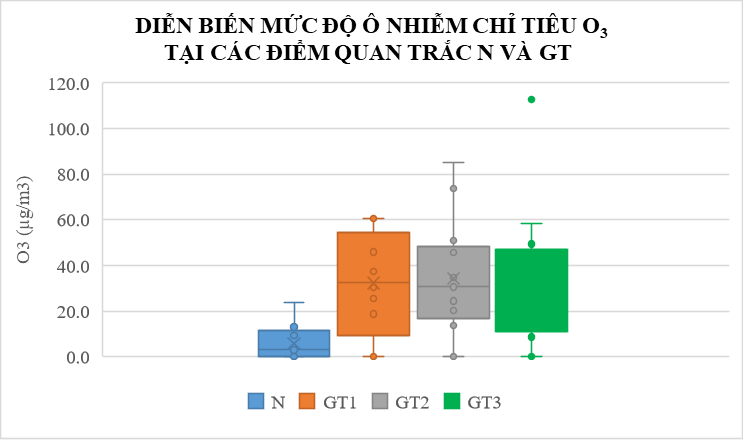 DIỄN BIẾN MỨC ĐỘ Ô NHIỄM CHỈ TIÊU O₃
TẠI CÁC ĐIỂM QUAN TRẮC N VÀ GT
120.0
100.0
80.0
60.0
40.0
20.0
0.0
O3 (µg/m3)
N GT1 GT2 GT3